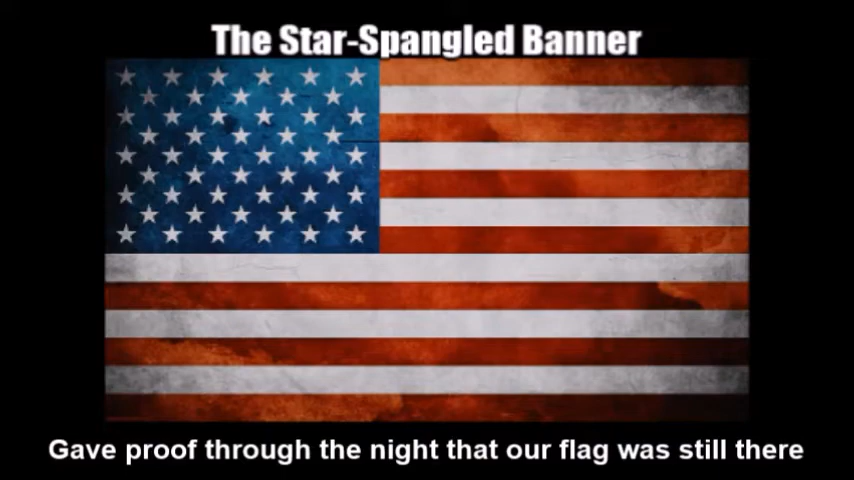 The Star-Spangled Banner
Gave proof through the night that our flag was still there